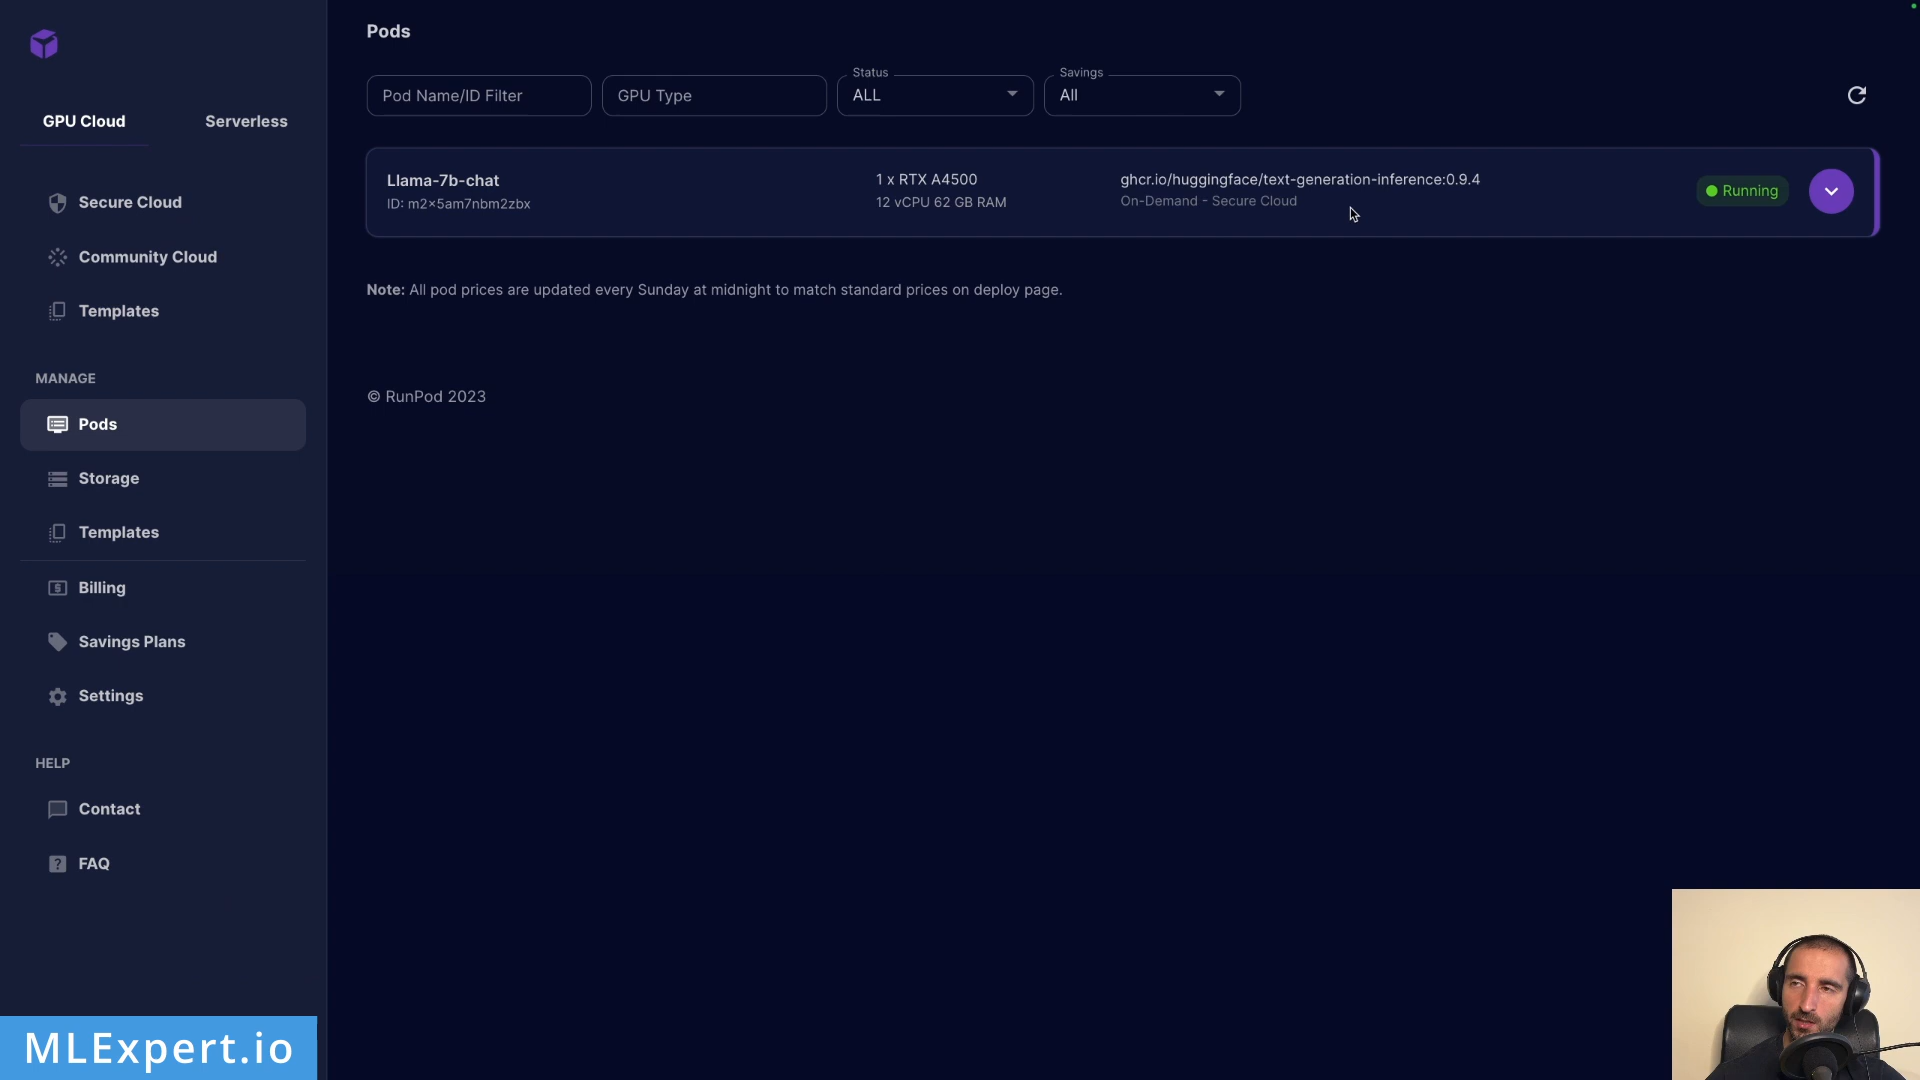 GPU Cloud
Serverless
Secure Cloud
Community Cloud
Templates
MANAGE
Pods
Storage
Templates
Billing
Savings Plans
Settings
HELP
Contact
FAQ
MLExpert.io
Pods
Pod Name/ID Filter
GPU Type
Status
ALL
Savings
All
Llama-7b-chat
ID: m2x5am7nbm2zbx
1 x RTX A4500
12 vCPU 62 GB RAM
ghcr.io/huggingface/text-generation-inference:0.9.4
On-Demand - Secure Cloud
Running
Note: All pod prices are updated every Sunday at midnight to match standard prices on deploy page.
© RunPod 2023